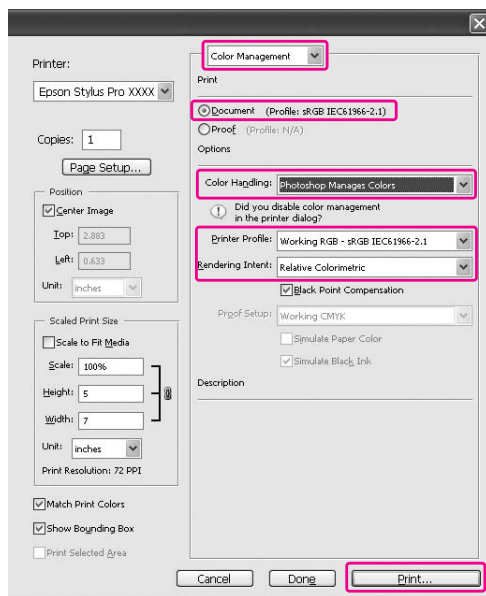 Printer:
Epson Stylus Pro XXXX
Copies: 1
Page Setup...
Position
Center Image
Top: 2.883
Left: 0.633
Unit: inches
Scaled Print Size
Scale to Fit Media
Scale: 100%
Height: 5
Width: 7
Unit: inches
Print Resolution: 72 PPI
Match Print Colors
Show Bounding Box
Print Selected Area
Color Management
Print
Document (Profile: sRGB IEC61966-2.1)
Proof (Profile: N/A)
Options
Color Handling: Photoshop Manages Colors
Did you disable color management
in the printer dialog?
Printer Profile: Working RGB - sRGB IEC61966-2.1
Rendering Intent: Relative Colorimetric
Black Point Compensation
Proof Setup: Working CMYK
Simulate Paper Color
Simulate Black Ink
Description
Cancel Done Print...